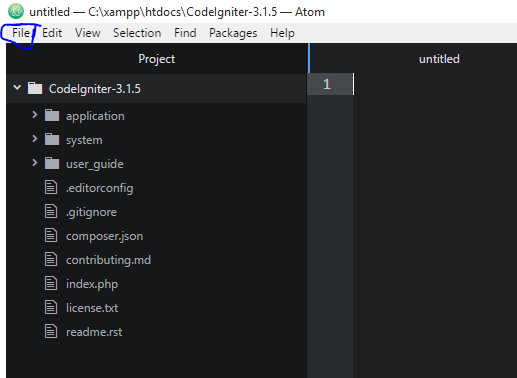 untitled — C:\xampp\htdocs\CodeIgniter-3.1.5 — Atom
File Edit View Selection Find Packages Help
Project
untitled
CodeIgniter-3.1.5
1
application
system
user_guide
.editorconfig
.gitignore
composer.json
contributing.md
index.php
license.txt
readme.rst